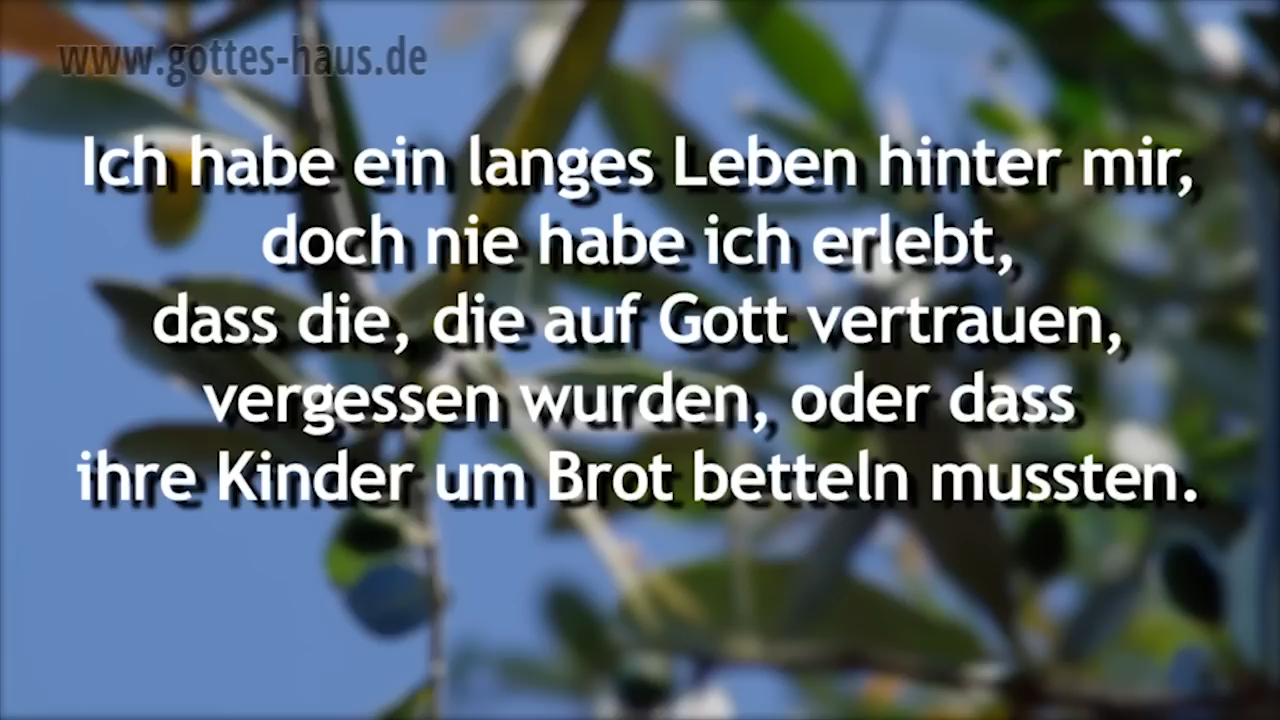 www.gottes-haus.de
Ich habe ein langes Leben hinter mir,
doch nie habe ich erlebt,
dass die, die auf Gott vertrauen,
vergessen wurden, oder dass
ihre Kinder um Brot betteln mussten.